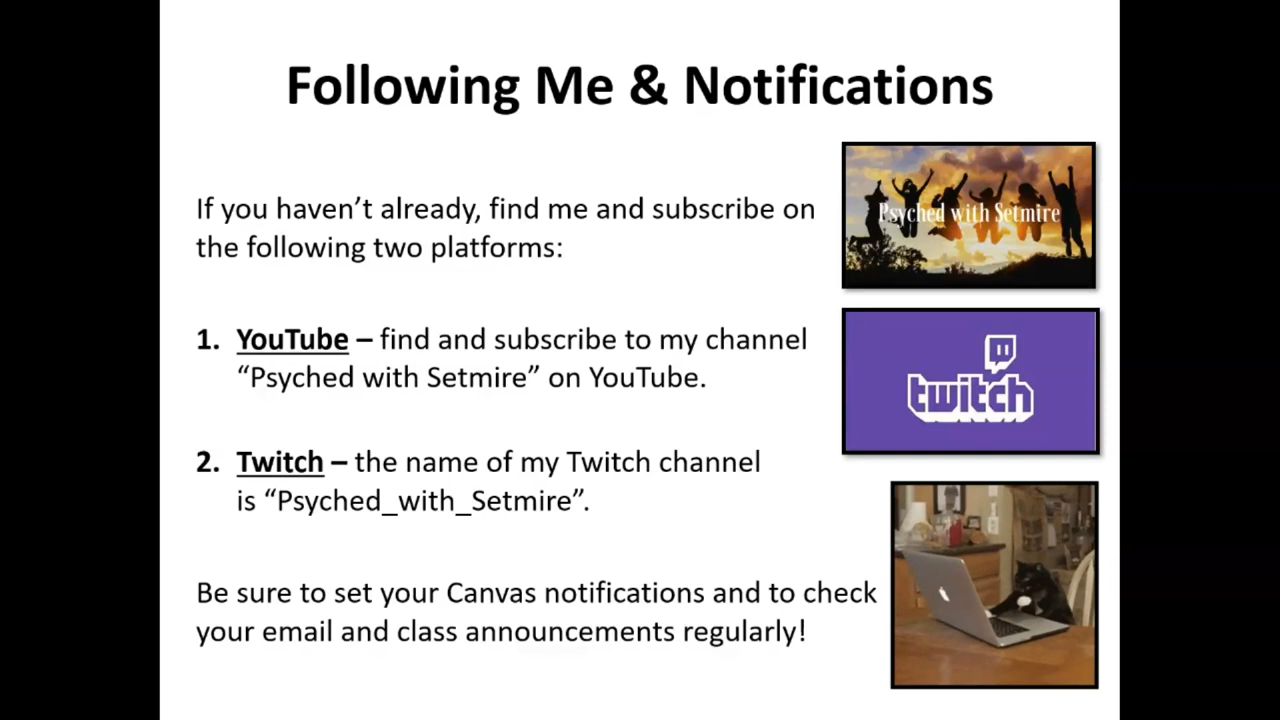 Following Me & Notifications
If you haven’t already, find me and subscribe on
the following two platforms:
Psyched with Setmire
1. YouTube – find and subscribe to my channel
“Psyched with Setmire” on YouTube.
twitch
2. Twitch – the name of my Twitch channel
is “Psyched_with_Setmire”.
Be sure to set your Canvas notifications and to check
your email and class announcements regularly!